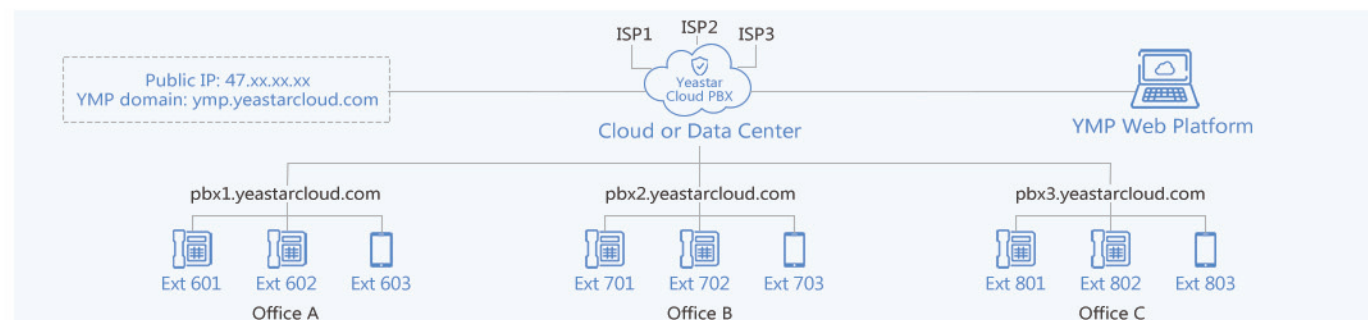 ISP1 ISP2 ISP3
Public IP: 47.xx.xx.xx
YMP domain: ymp.yeastarcloud.com
Yeastar
Cloud PBX
Cloud or Data Center
YMP Web Platform
pbx1.yeastarcloud.com pbx2.yeastarcloud.com pbx3.yeastarcloud.com
Ext 601 Ext 602 Ext 603 Ext 701 Ext 702 Ext 703 Ext 801 Ext 802 Ext 803
Office A Office B Office C